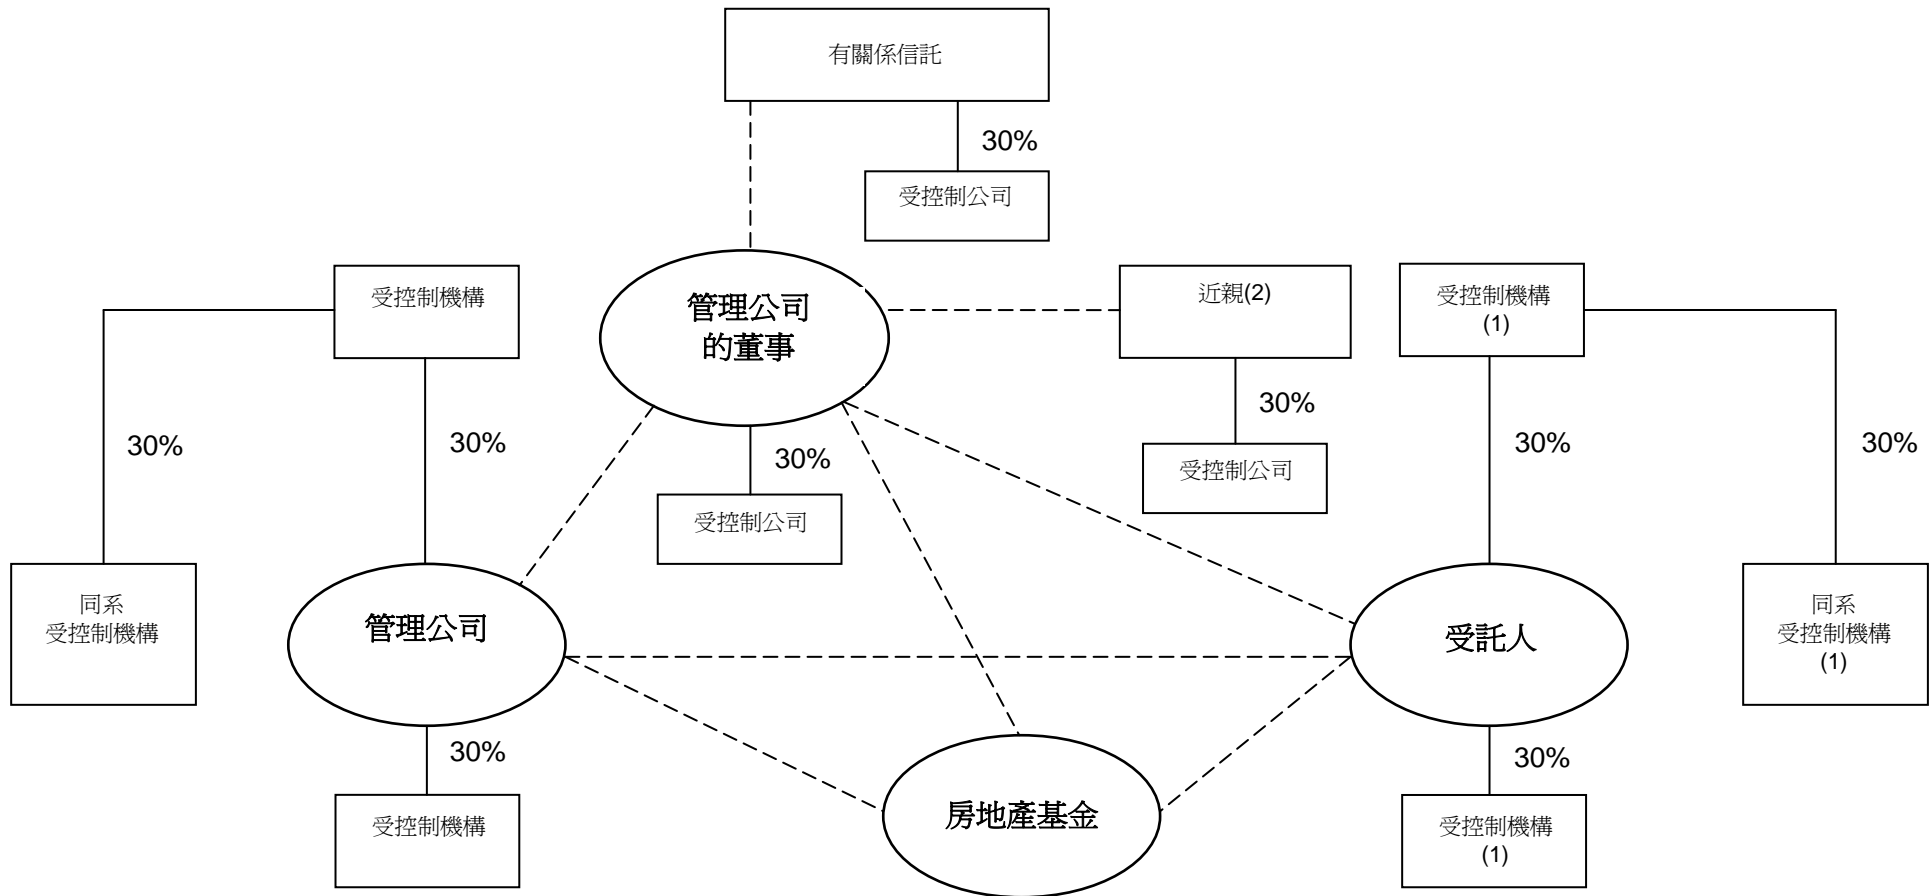 有關係信託
30%
受控制公司
受控制機構
管理公司
的董事
近親(2)
受控制機構
(1)
30%
30%
30%
30%
30%
30%
受控制公司
受控制公司
同系
受控制機構
管理公司
受託人
同系
受控制機構
(1)
30%
30%
受控制機構
房地產基金
受控制機構
(1)